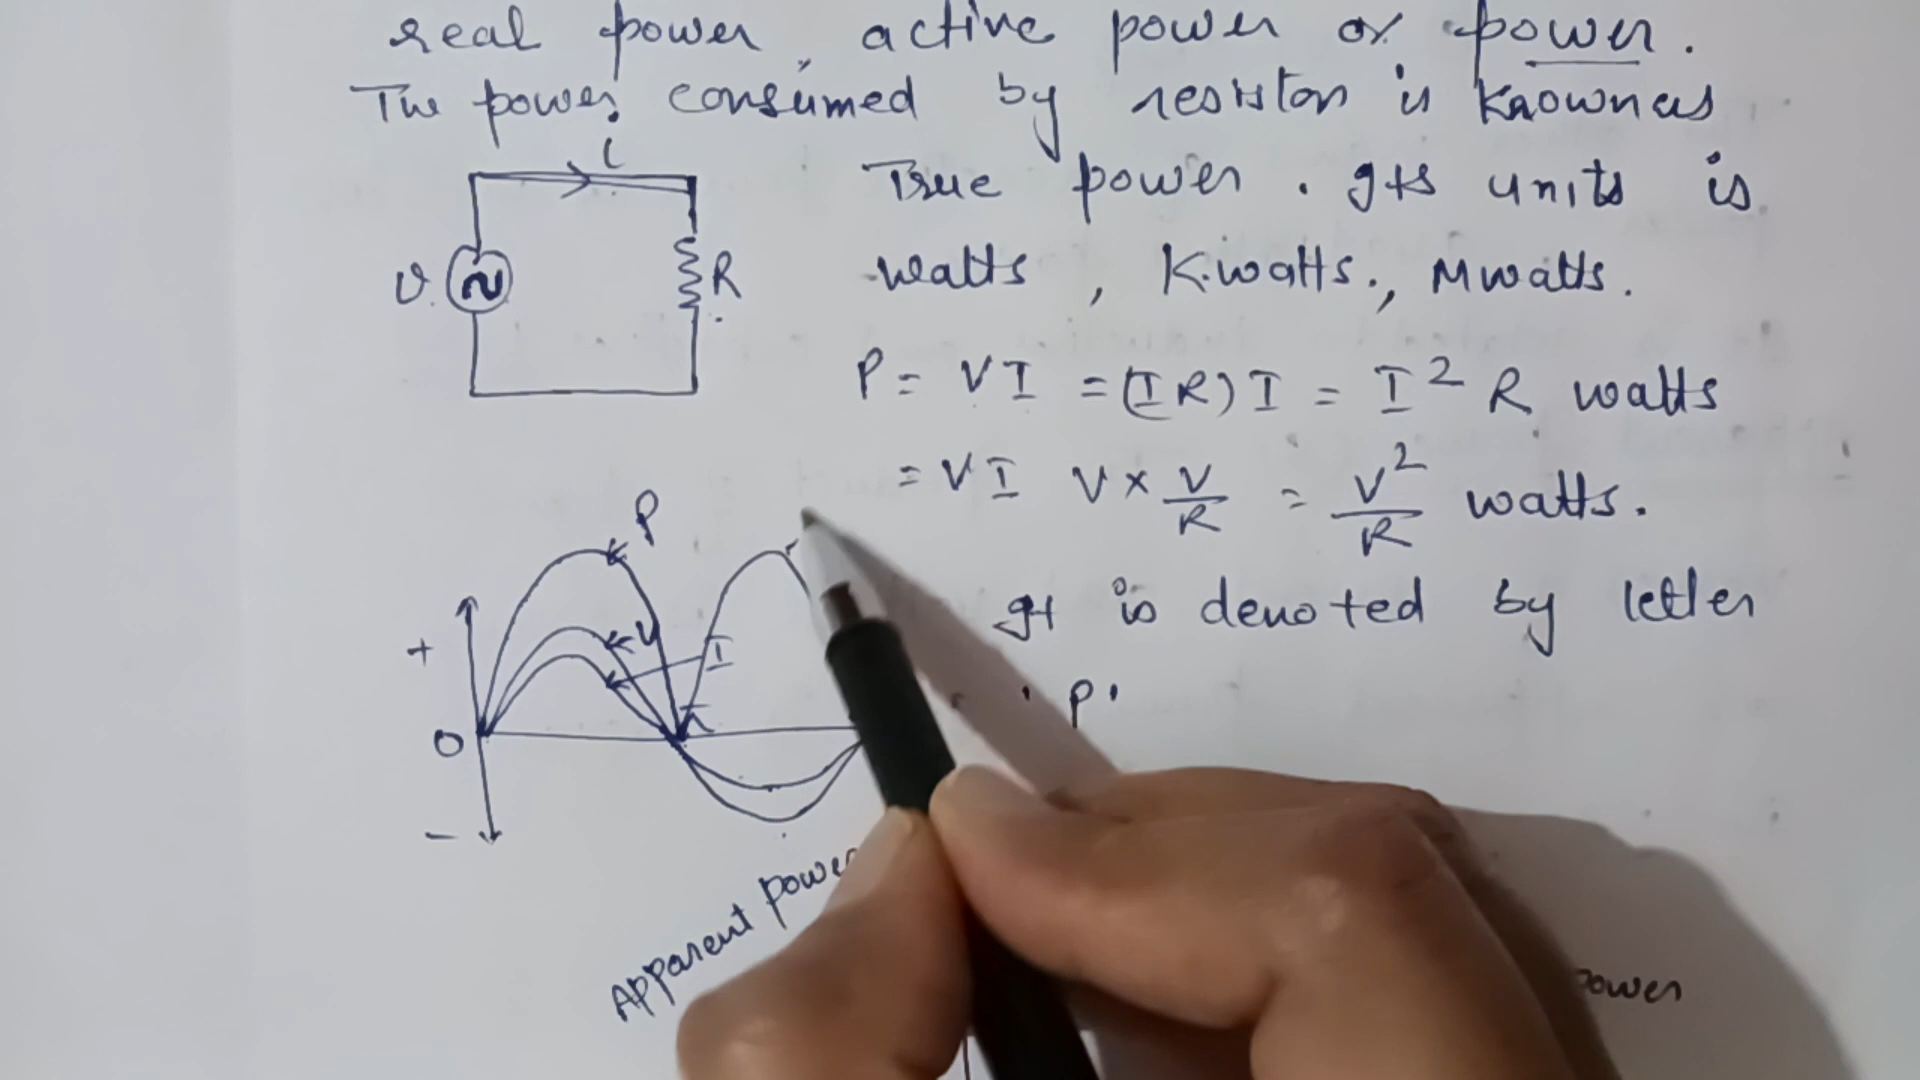 real power, active power or power.
The power consumed by resistor is known as
True power. Its units is
watts, K.watts., Mwatts.
i
V
R
P = VI = (IR)I = I² R watts
= VI V × V/R = V²/R watts.
It is denoted by letter
'P'
P
V
I
+
0
π
-
Apparent power
power